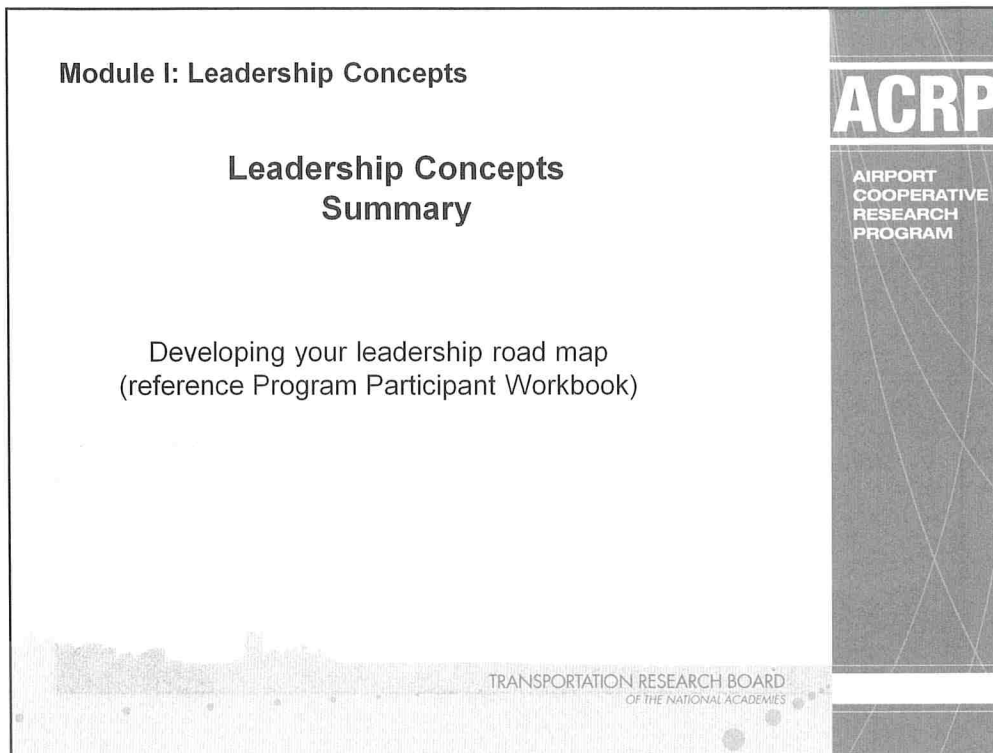 Module I: Leadership Concepts
Leadership Concepts
Summary
Developing your leadership road map
(reference Program Participant Workbook)
TRANSPORTATION RESEARCH BOARD
OF THE NATIONAL ACADEMIES
ACRP
AIRPORT
COOPERATIVE
RESEARCH
PROGRAM